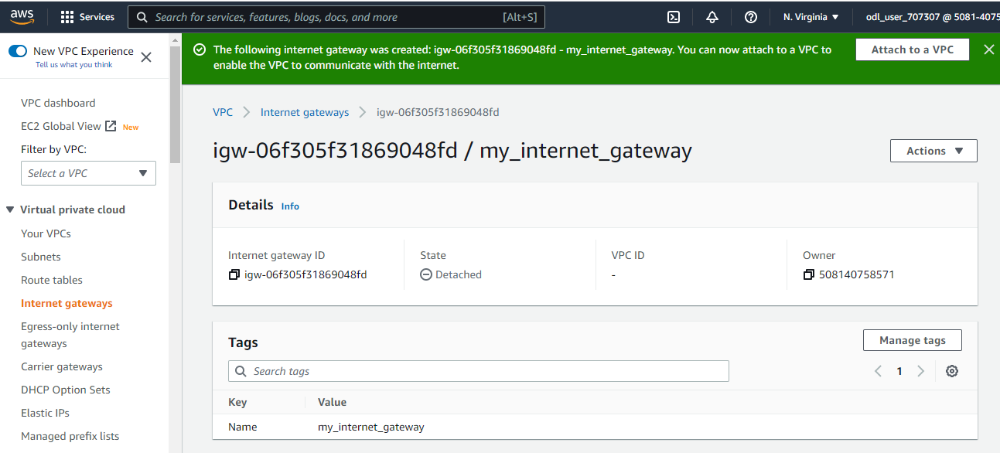 aws
Services
Search for services, features, blogs, docs, and more [Alt+S]
N. Virginia
odl_user_707307 @ 5081-4075
New VPC Experience
Tell us what you think
VPC dashboard
EC2 Global View New
Filter by VPC:
Select a VPC
Virtual private cloud
Your VPCs
Subnets
Route tables
Internet gateways
Egress-only internet
gateways
Carrier gateways
DHCP Option Sets
Elastic IPs
Managed prefix lists
The following internet gateway was created: igw-06f305f31869048fd - my_internet_gateway. You can now attach to a VPC to
enable the VPC to communicate with the internet.
Attach to a VPC
VPC Internet gateways igw-06f305f31869048fd
igw-06f305f31869048fd / my_internet_gateway
Actions
Details Info
Internet gateway ID
igw-06f305f31869048fd
State
Detached
VPC ID
-
Owner
508140758571
Tags
Manage tags
Search tags
1
Key Value
Name my_internet_gateway